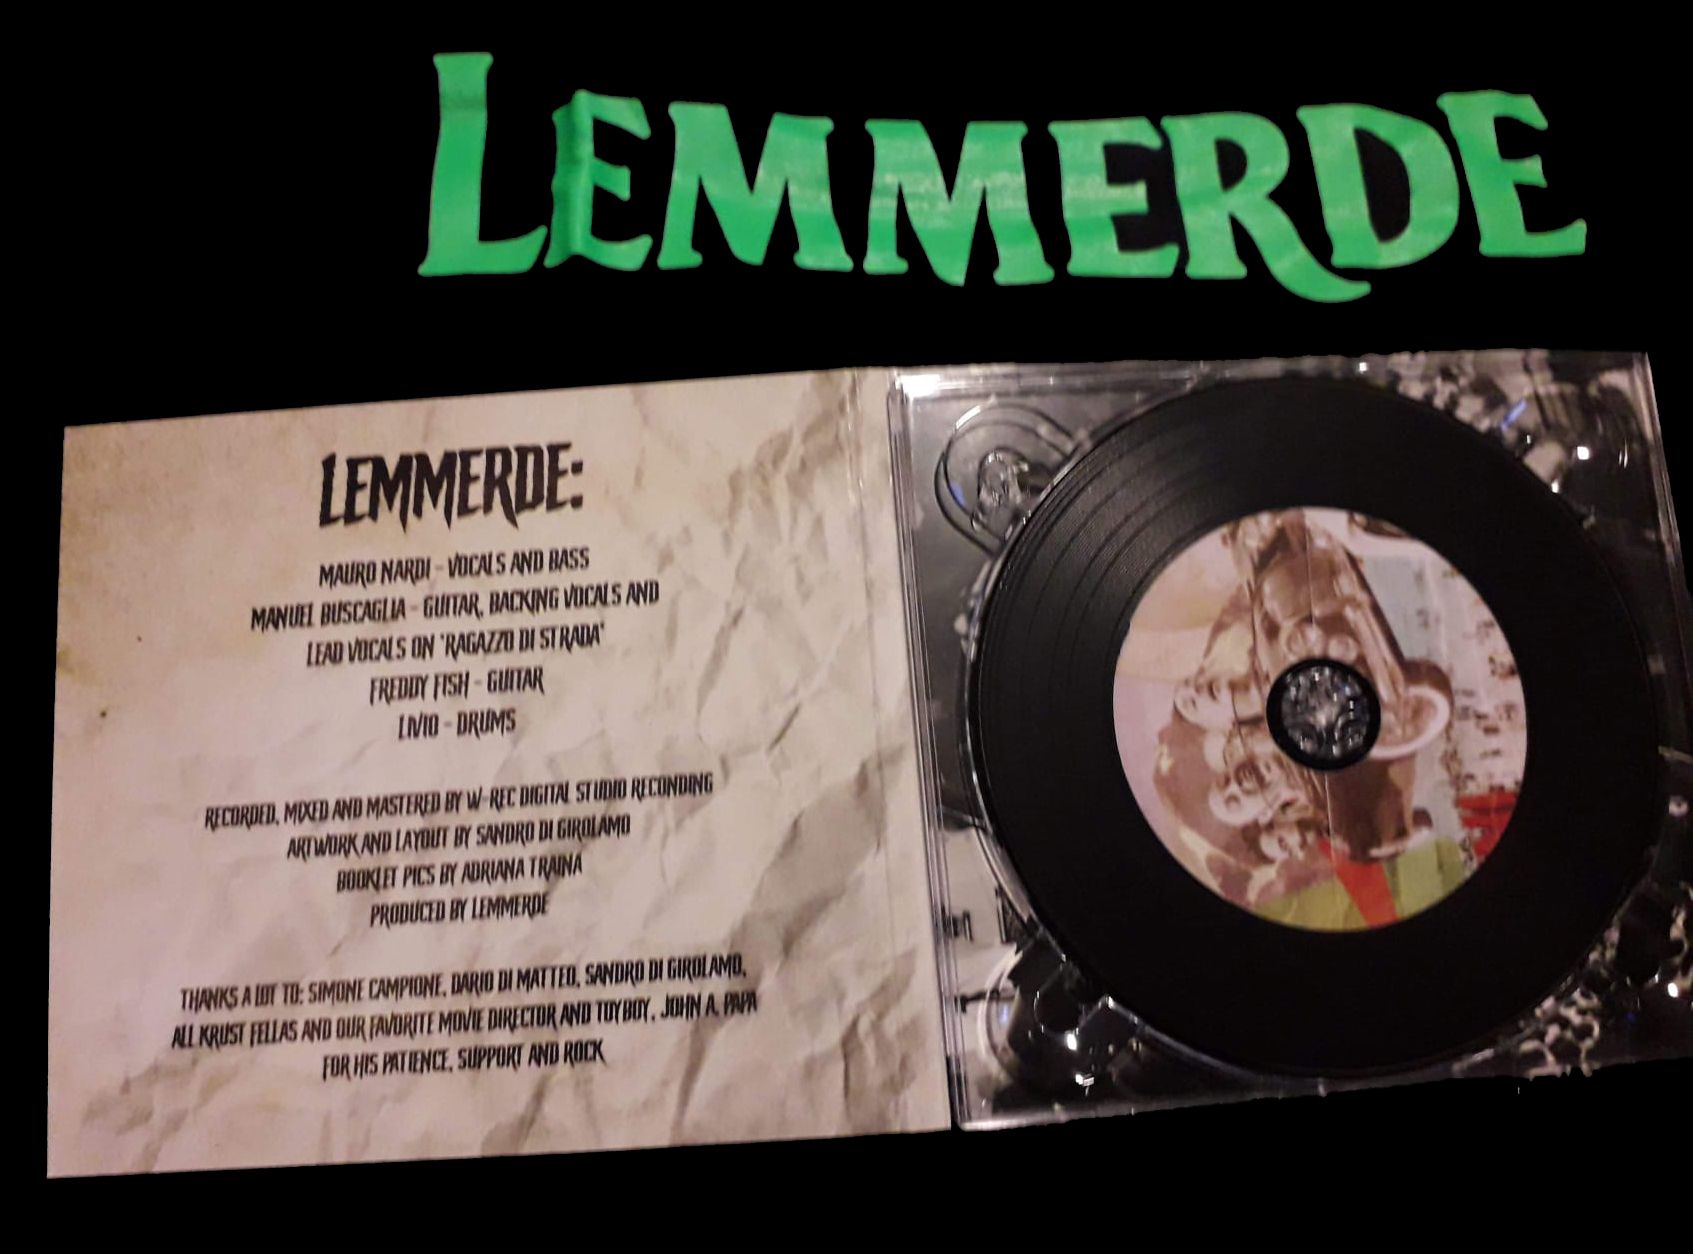 LEMMERDE
LEMMERDE:
MAURO NARDI - VOCALS AND BASS
MANUEL BUSCAGLIA - GUITAR, BACKING VOCALS AND
LEAD VOCALS ON "RAGAZZO DI STRADA"
FREDDY FISH - GUITAR
LIVIO - DRUMS
RECORDED, MIXED AND MASTERED BY W-REC DIGITAL STUDIO RECONDING
ARTWORK AND LAYOUT BY SANDRO DI GIROLAMO
BOOKLET PICS BY ADRIANA TRAINA
PRODUCED BY LEMMERDE
THANKS A LOT TO: SIMONE CAMPIONE, DARIO DI MATTEO, SANDRO DI GIROLAMO,
ALL KRUST FELLAS AND OUR FAVORITE MOVIE DIRECTOR AND TOYBOY, JOHN A. PAPA
FOR HIS PATIENCE, SUPPORT AND ROCK